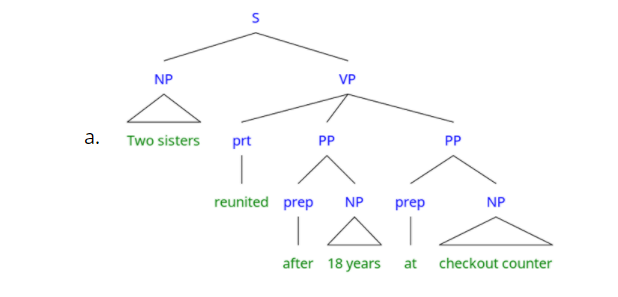 S
NP VP
a. Two sisters prt PP PP
reunited prep NP prep NP
after 18 years at checkout counter